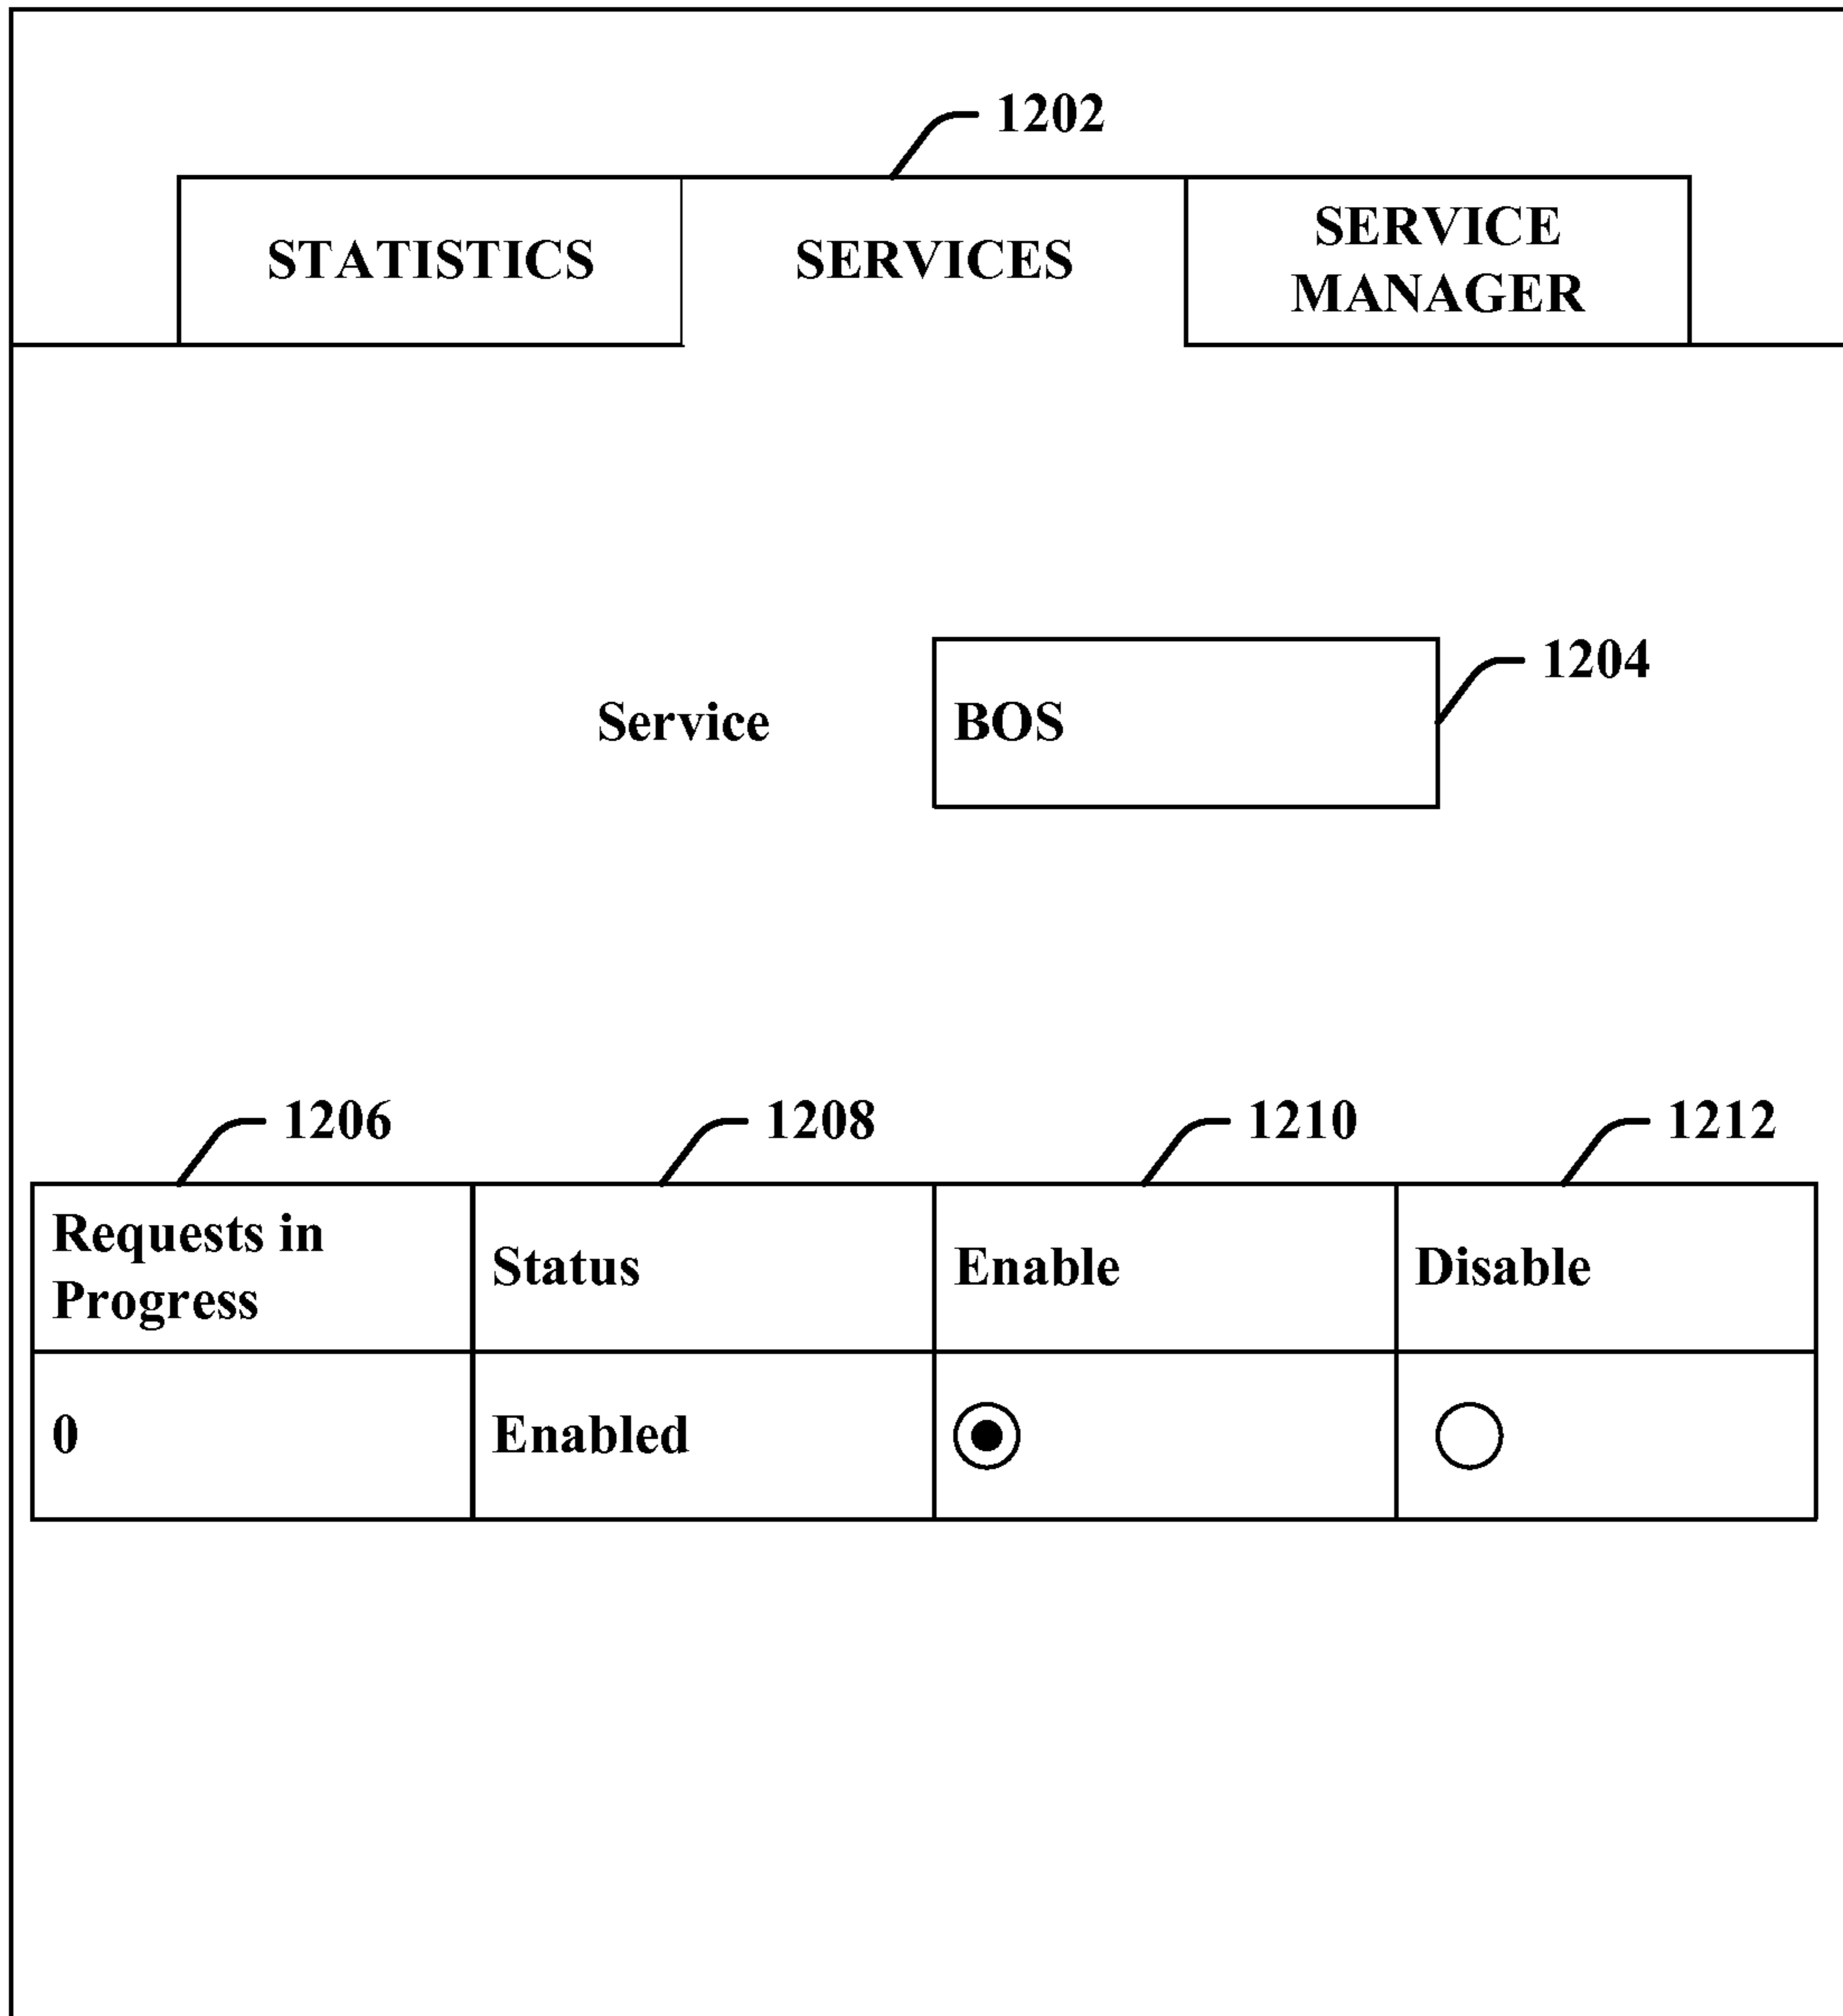 1202
STATISTICS
SERVICES
SERVICE
MANAGER
Service
BOS
1204
1206
1208
1210
1212
Requests in
Progress
Status
Enable
Disable
0
Enabled